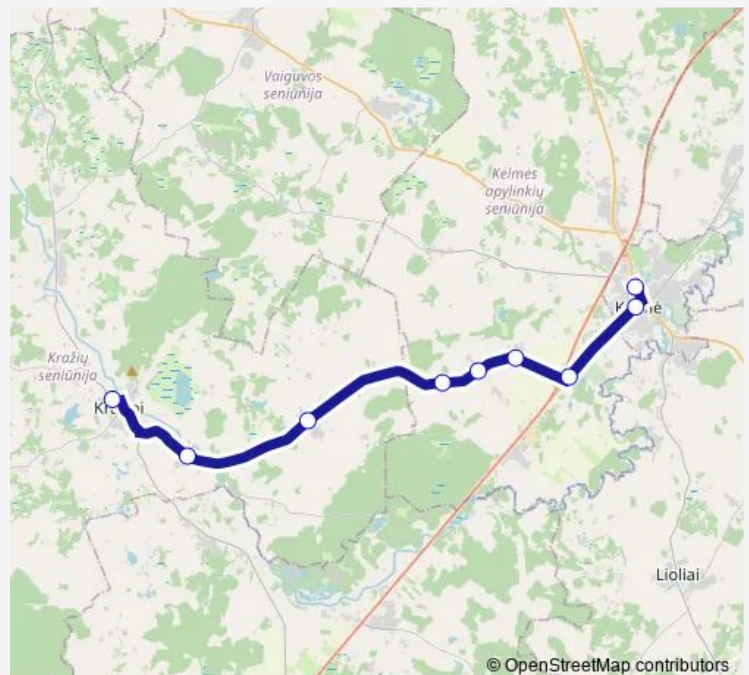 Vaiguvos
seniūnija
Kelmės
apylinkių
seniūnija
Kražių
seniūnija
Lioliai
© OpenStreetMap contributors